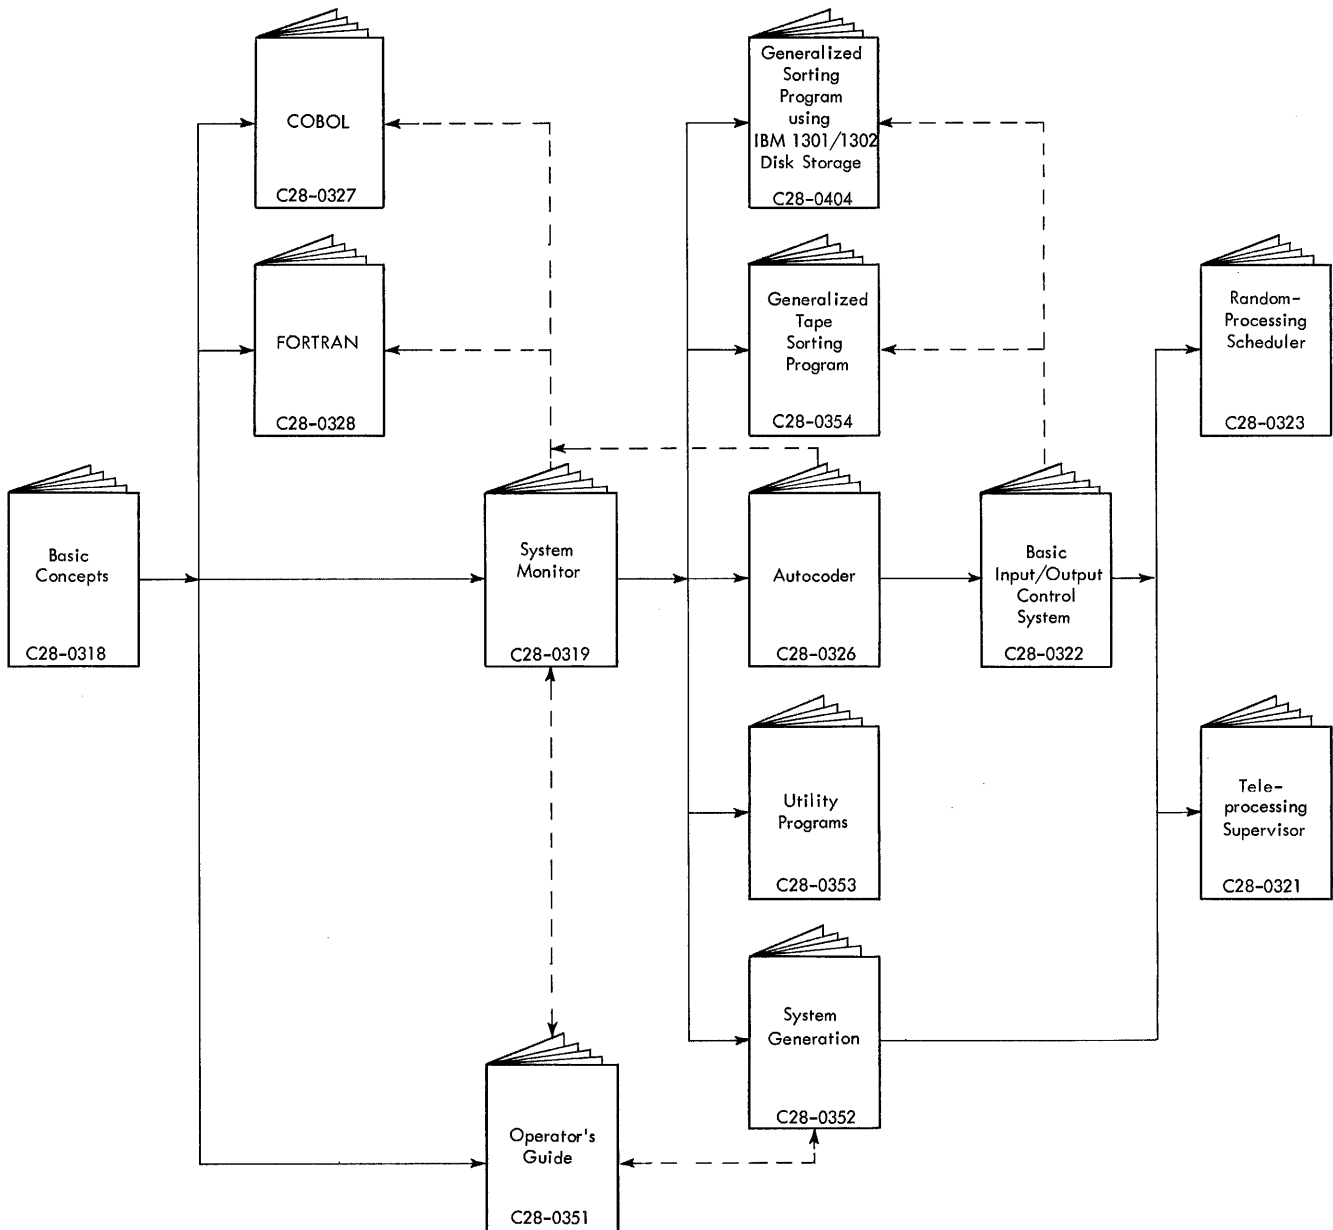 COBOL
C28-0327
Generalized
Sorting
Program
using
IBM 1301/1302
Disk Storage
C28-0404
FORTRAN
C28-0328
Generalized
Tape
Sorting
Program
C28-0354
Random-
Processing
Scheduler
C28-0323
Basic
Concepts
C28-0318
System
Monitor
C28-0319
Autocoder
C28-0326
Basic
Input/Output
Control
System
C28-0322
Utility
Programs
C28-0353
Tele-
processing
Supervisor
C28-0321
System
Generation
C28-0352
Operator's
Guide
C28-0351